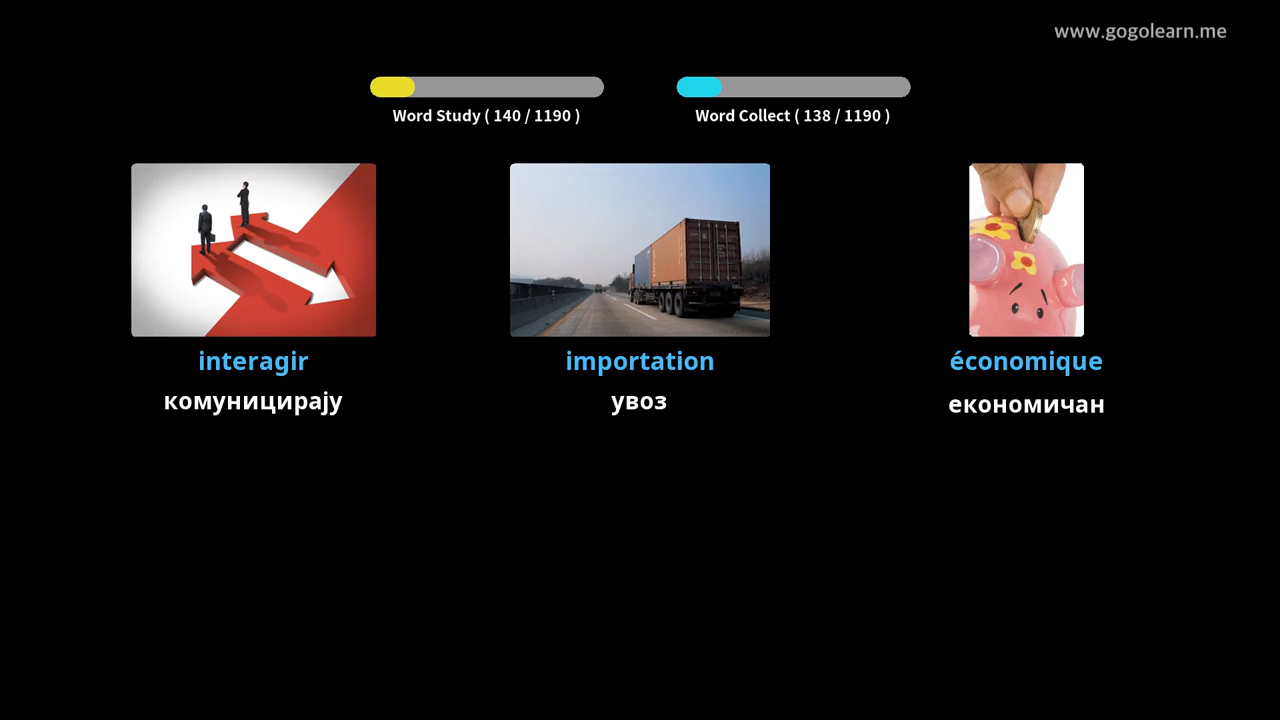 www.gogolearn.me
Word Study ( 140 / 1190 )
Word Collect ( 138 / 1190 )
interagir
importation
économique
комуницирају
увоз
економичан